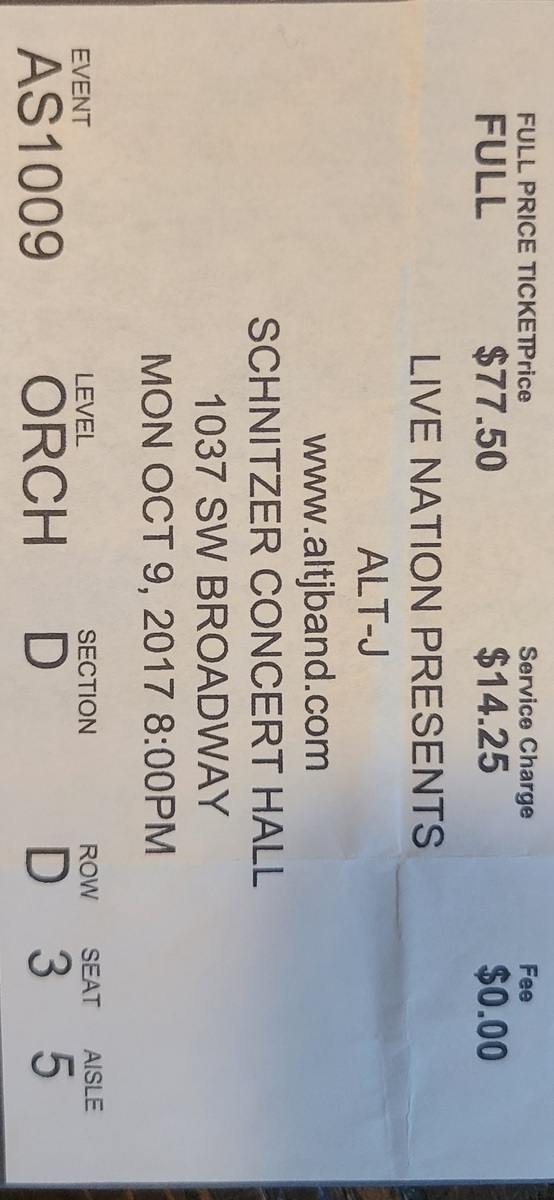 FULL PRICE TICKETPrice Service Charge Fee
FULL $77.50 $14.25 $0.00
LIVE NATION PRESENTS
ALT-J
www.altjband.com
SCHNITZER CONCERT HALL
1037 SW BROADWAY
MON OCT 9, 2017 8:00PM
EVENT LEVEL SECTION ROW SEAT AISLE
AS1009 ORCH D D 3 5